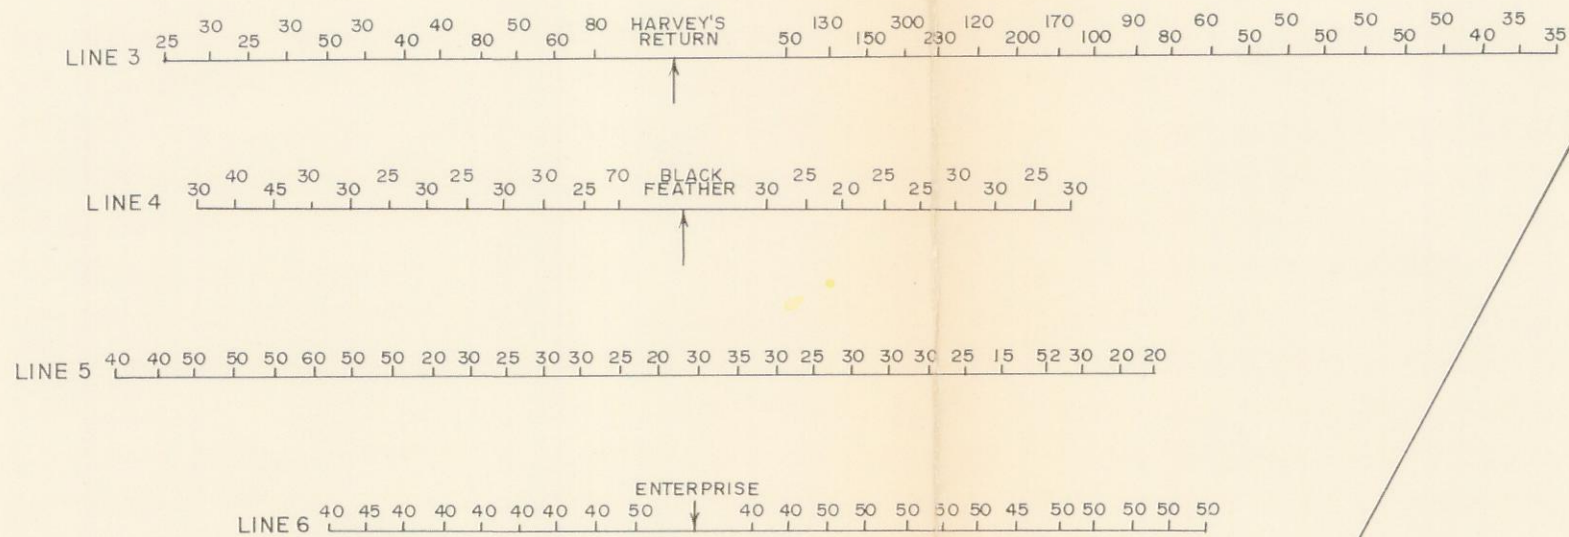 30 30 30 40 50 80 HARVEY'S 130 300 120 170 90 60 50 50 50 35
LINE 3 25 25 50 40 80 60 RETURN 50 150 230 200 100 80 50 50 50 40 35
40 30 25 25 30 70 BLACK 25 25 30 25
LINE 4 30 45 30 30 30 25 FEATHER 30 20 25 30 30
LINE 5 40 40 50 50 50 60 50 50 20 30 25 30 30 25 20 30 35 30 25 30 30 30 25 15 52 30 20 20
ENTERPRISE
LINE 6 40 45 40 40 40 40 40 40 50 40 40 50 50 50 50 50 45 50 50 50 50 50